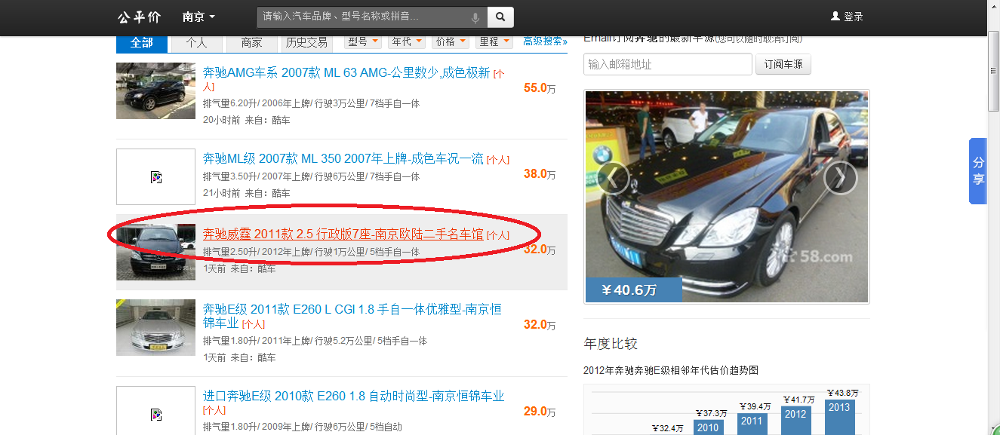 公平价
南京
请输入汽车品牌、型号名称或拼音...
登录
全部
个人
商家
历史交易
型号
年代
价格
里程
高级搜索»
Email订阅奔驰的最新车源(您可以随时取消订阅)
输入邮箱地址
订阅车源
奔驰AMG车系 2007款 ML 63 AMG-公里数少,成色极新 [个
人]
排气量6.20升/ 2006年上牌/ 行驶3万公里/ 7档手自一体
20小时前 来自：酷车
55.0万
奔驰ML级 2007款 ML 350 2007年上牌-成色车况一流 [个人]
排气量3.50升/ 2007年上牌/ 行驶6万公里/ 7档手自一体
21小时前 来自：酷车
38.0万
奔驰威霆 2011款 2.5 行政版7座-南京欧陆二手名车馆 [个人]
排气量2.50升/ 2012年上牌/ 行驶1万公里/ 5档手自一体
1天前 来自：酷车
32.0万
58.com
奔驰E级 2011款 E260 L CGI 1.8 手自一体优雅型-南京恒
锦车业 [个人]
排气量1.80升/ 2011年上牌/ 行驶5.2万公里/ 5档手自一体
1天前 来自：酷车
32.0万
进口奔驰E级 2010款 E260 1.8 自动时尚型-南京恒锦车业
[个人]
排气量1.80升/ 2009年上牌/ 行驶6万公里/ 5档自动
29.0万
58.com
￥40.6万
分
享
年度比较
2012年奔驰奔驰E级相邻年代估价趋势图
￥32.4万
￥37.3万
2010
￥39.4万
2011
￥41.7万
2012
￥43.8万
2013